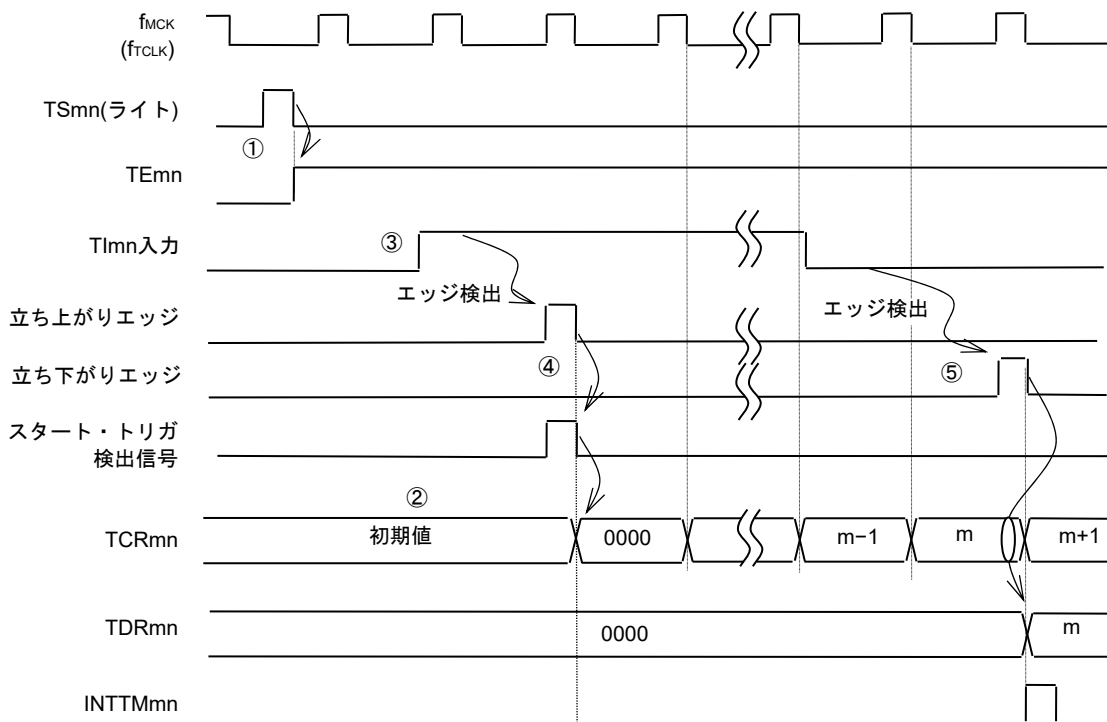 fMCK
(fTCLK)
TSmn(ライト)
①
TEmn
TImn入力
③
エッジ検出
エッジ検出
立ち上がりエッジ
④
立ち下がりエッジ
⑤
スタート・トリガ
検出信号
②
TCRmn
初期値
0000
m−1
m
m+1
TDRmn
0000
m
INTTMmn